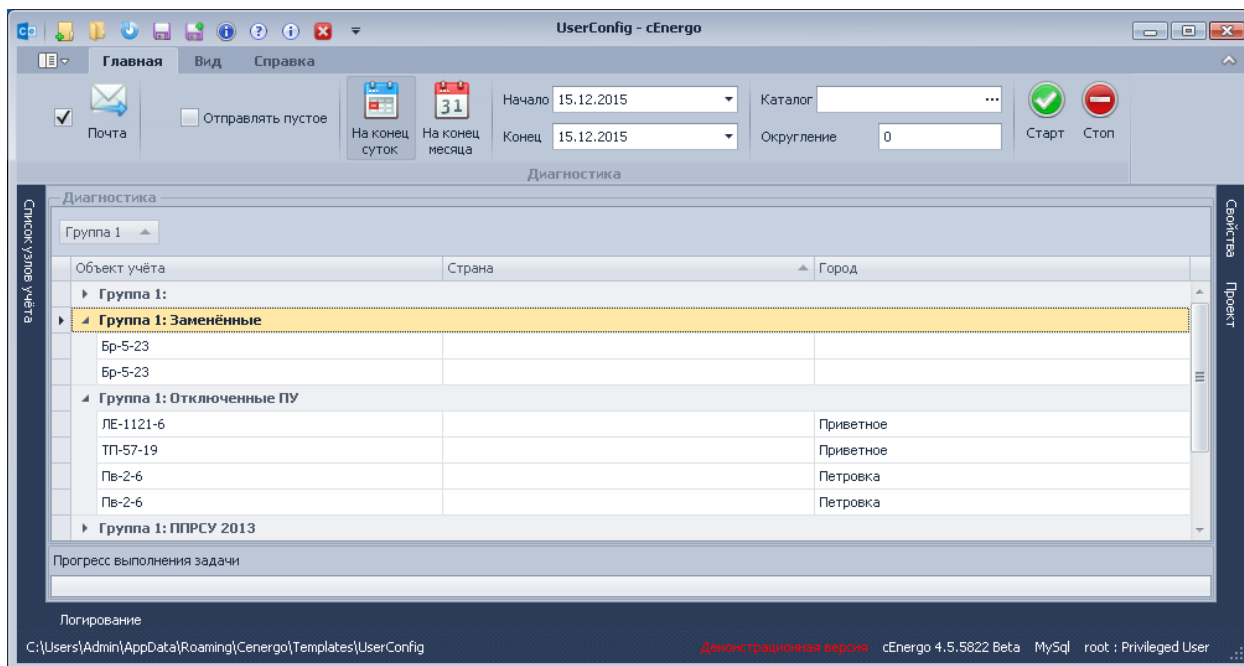 UserConfig - cEnergo
Главная Вид Справка
Почта
Отправлять пустое
На конец суток
На конец месяца
31
Начало 15.12.2015
Конец 15.12.2015
Каталог ...
Округление 0
Старт Стоп
Диагностика
Список узлов учёта
Диагностика
Группа 1
Объект учёта Страна Город
Группа 1:
Группа 1: Заменённые
Бр-5-23
Бр-5-23
Группа 1: Отключенные ПУ
ЛЕ-1121-6 Приветное
ТП-57-19 Приветное
Пв-2-6 Петровка
Пв-2-6 Петровка
Группа 1: ППРСУ 2013
Свойства
Проект
Прогресс выполнения задачи
Логирование
C:\Users\Admin\AppData\Roaming\Cenergo\Templates\UserConfig Демонстрационная версия cEnergo 4.5.5822 Beta MySql root : Privileged User